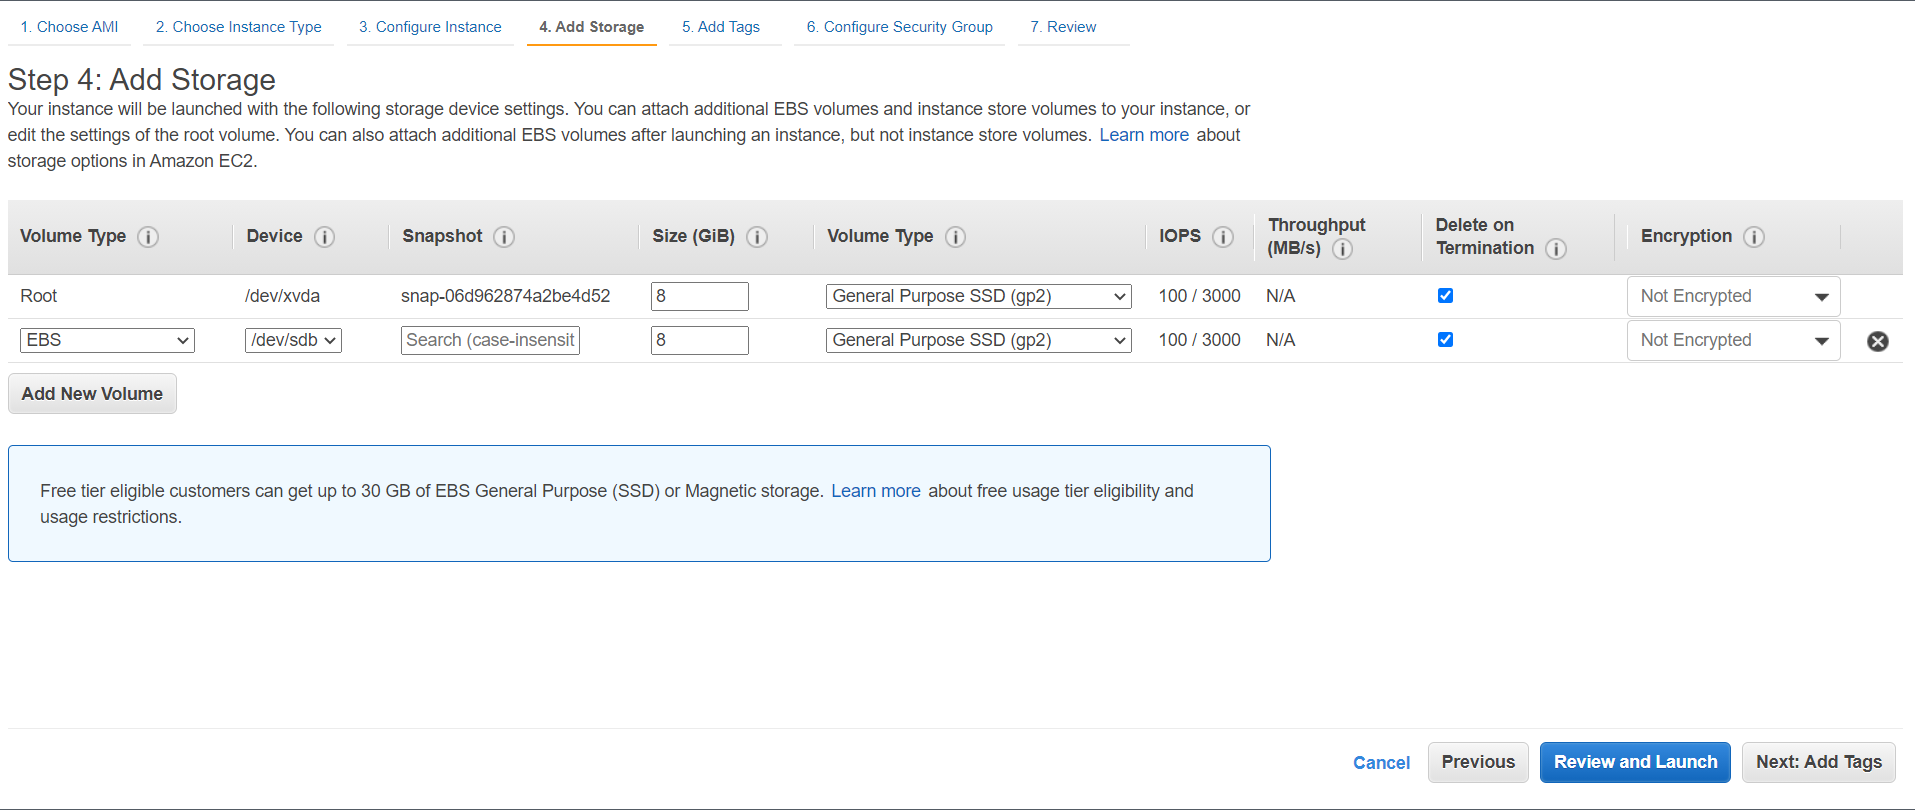 1. Choose AMI 2. Choose Instance Type 3. Configure Instance 4. Add Storage 5. Add Tags 6. Configure Security Group 7. Review
Step 4: Add Storage
Your instance will be launched with the following storage device settings. You can attach additional EBS volumes and instance store volumes to your instance, or
edit the settings of the root volume. You can also attach additional EBS volumes after launching an instance, but not instance store volumes. Learn more about
storage options in Amazon EC2.
Volume Type i Device i Snapshot i Size (GiB) i Volume Type i IOPS i Throughput (MB/s) i Delete on Termination i Encryption i
Root /dev/xvda snap-06d962874a2be4d52 8 General Purpose SSD (gp2) 100 / 3000 N/A Not Encrypted
EBS /dev/sdb Search (case-insensit 8 General Purpose SSD (gp2) 100 / 3000 N/A Not Encrypted
Add New Volume
Free tier eligible customers can get up to 30 GB of EBS General Purpose (SSD) or Magnetic storage. Learn more about free usage tier eligibility and
usage restrictions.
Cancel Previous Review and Launch Next: Add Tags